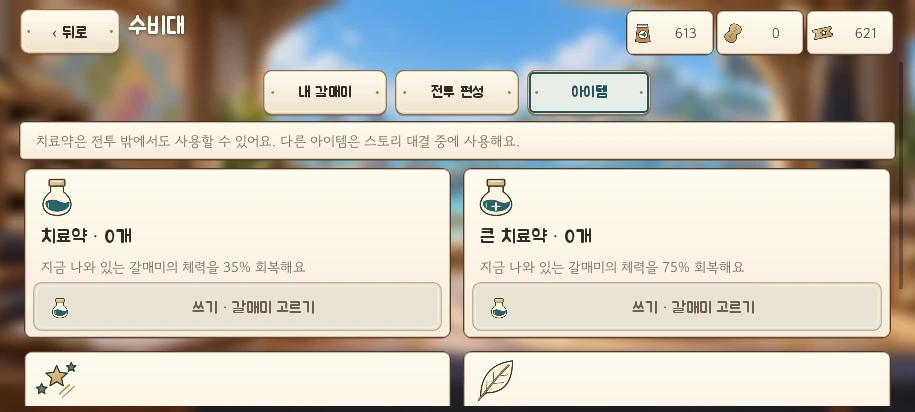 ‹ 뒤로
수비대
613
0
621
내 갈매미
전투 편성
아이템
치료약은 전투 밖에서도 사용할 수 있어요. 다른 아이템은 스토리 대결 중에 사용해요.
치료약 · 0개
지금 나와 있는 갈매미의 체력을 35% 회복해요
쓰기 · 갈매미 고르기
큰 치료약 · 0개
지금 나와 있는 갈매미의 체력을 75% 회복해요
쓰기 · 갈매미 고르기